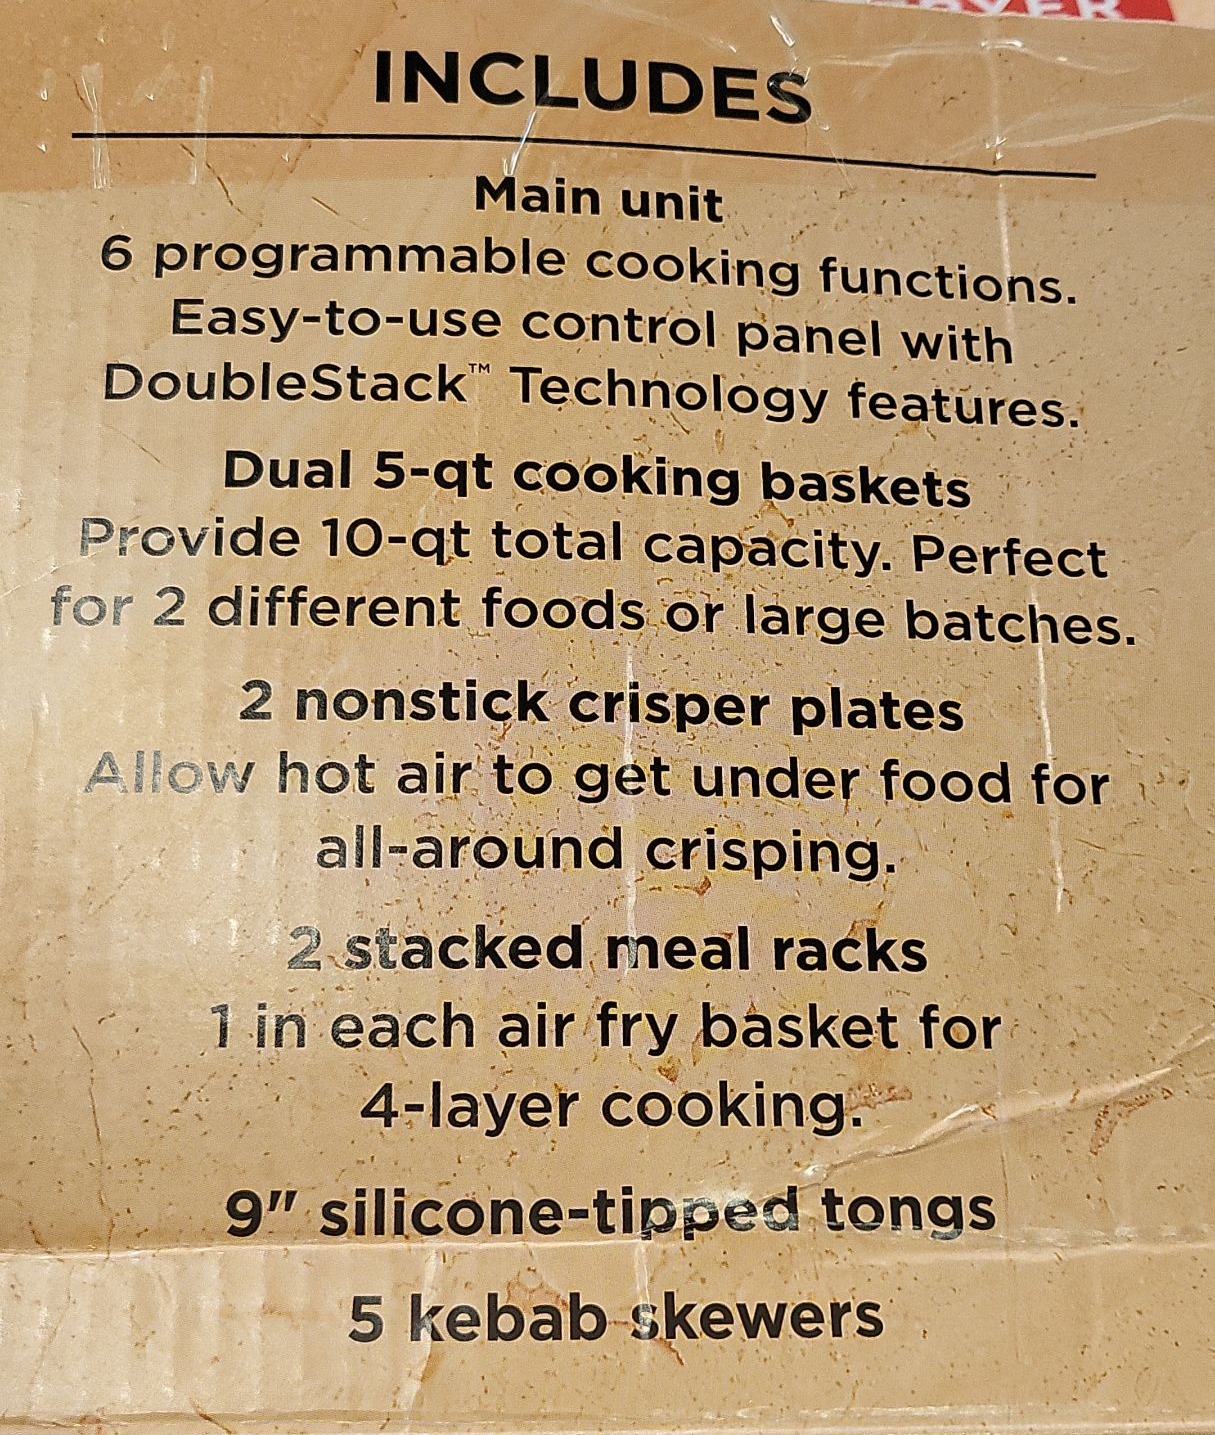 INCLUDES
Main unit
6 programmable cooking functions.
Easy-to-use control panel with
DoubleStack™ Technology features.
Dual 5-qt cooking baskets
Provide 10-qt total capacity. Perfect
for 2 different foods or large batches.
2 nonstick crisper plates
Allow hot air to get under food for
all-around crisping.
2 stacked meal racks
1 in each air fry basket for
4-layer cooking.
9" silicone-tipped tongs
5 kebab skewers